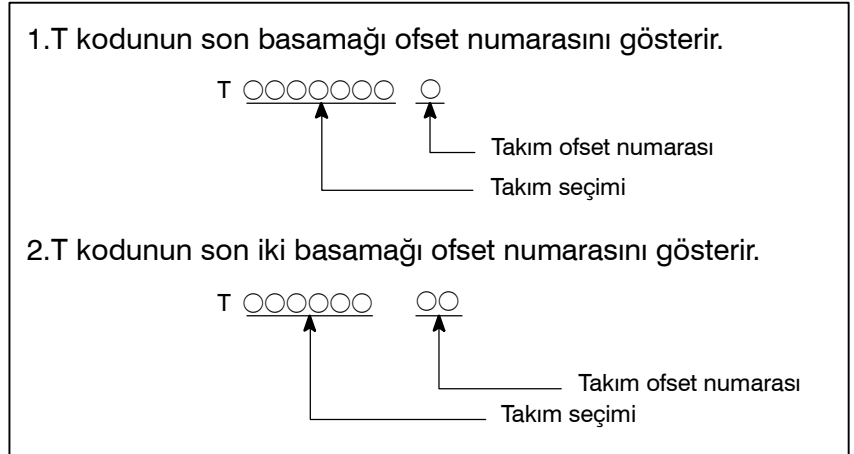 1.T kodunun son basamağı ofset numarasını gösterir.
T ○○○○○○○ ○
Takım ofset numarası
Takım seçimi
2.T kodunun son iki basamağı ofset numarasını gösterir.
T ○○○○○○ ○○
Takım ofset numarası
Takım seçimi